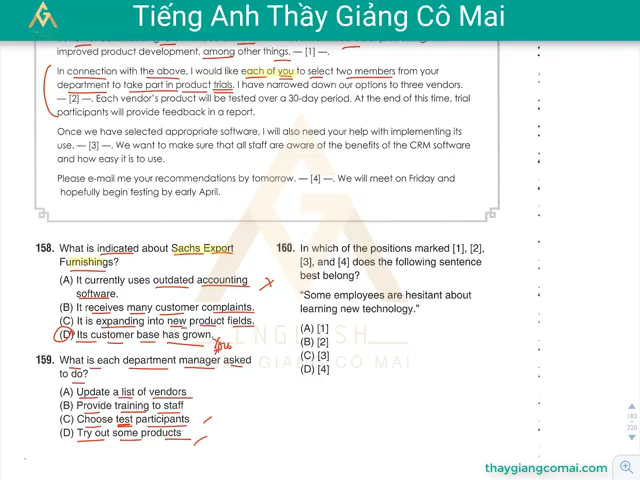 Tiếng Anh Thầy Giảng Cô Mai
improved product development, among other things. — [1] —
In connection with the above, I would like each of you to select two members from your
department to take part in product trials. I have narrowed down our options to three vendors.
— [2] — Each vendor's product will be tested over a 30-day period. At the end of this time, trial
participants will provide feedback in a report.
Once we have selected appropriate software, I will also need your help with implementing its
use. — [3] — We want to make sure that all staff are aware of the benefits of the CRM software
and how easy it is to use.
Please e-mail me your recommendations by tomorrow. — [4] — We will meet on Friday and
hopefully begin testing by early April.
158. What is indicated about Sachs Export
Furnishings?
(A) It currently uses outdated accounting
software.
(B) It receives many customer complaints.
(C) It is expanding into new product fields.
(D) Its customer base has grown.
you
159. What is each department manager asked
to do?
(A) Update a list of vendors
(B) Provide training to staff
(C) Choose test participants
(D) Try out some products
160. In which of the positions marked [1], [2],
[3], and [4] does the following sentence
best belong?
"Some employees are hesitant about
learning new technology."
(A) [1]
(B) [2]
(C) [3]
(D) [4]
ENGLISH
THẦY GIẢNG CÔ MAI
183
220
thaygiangcomai.com